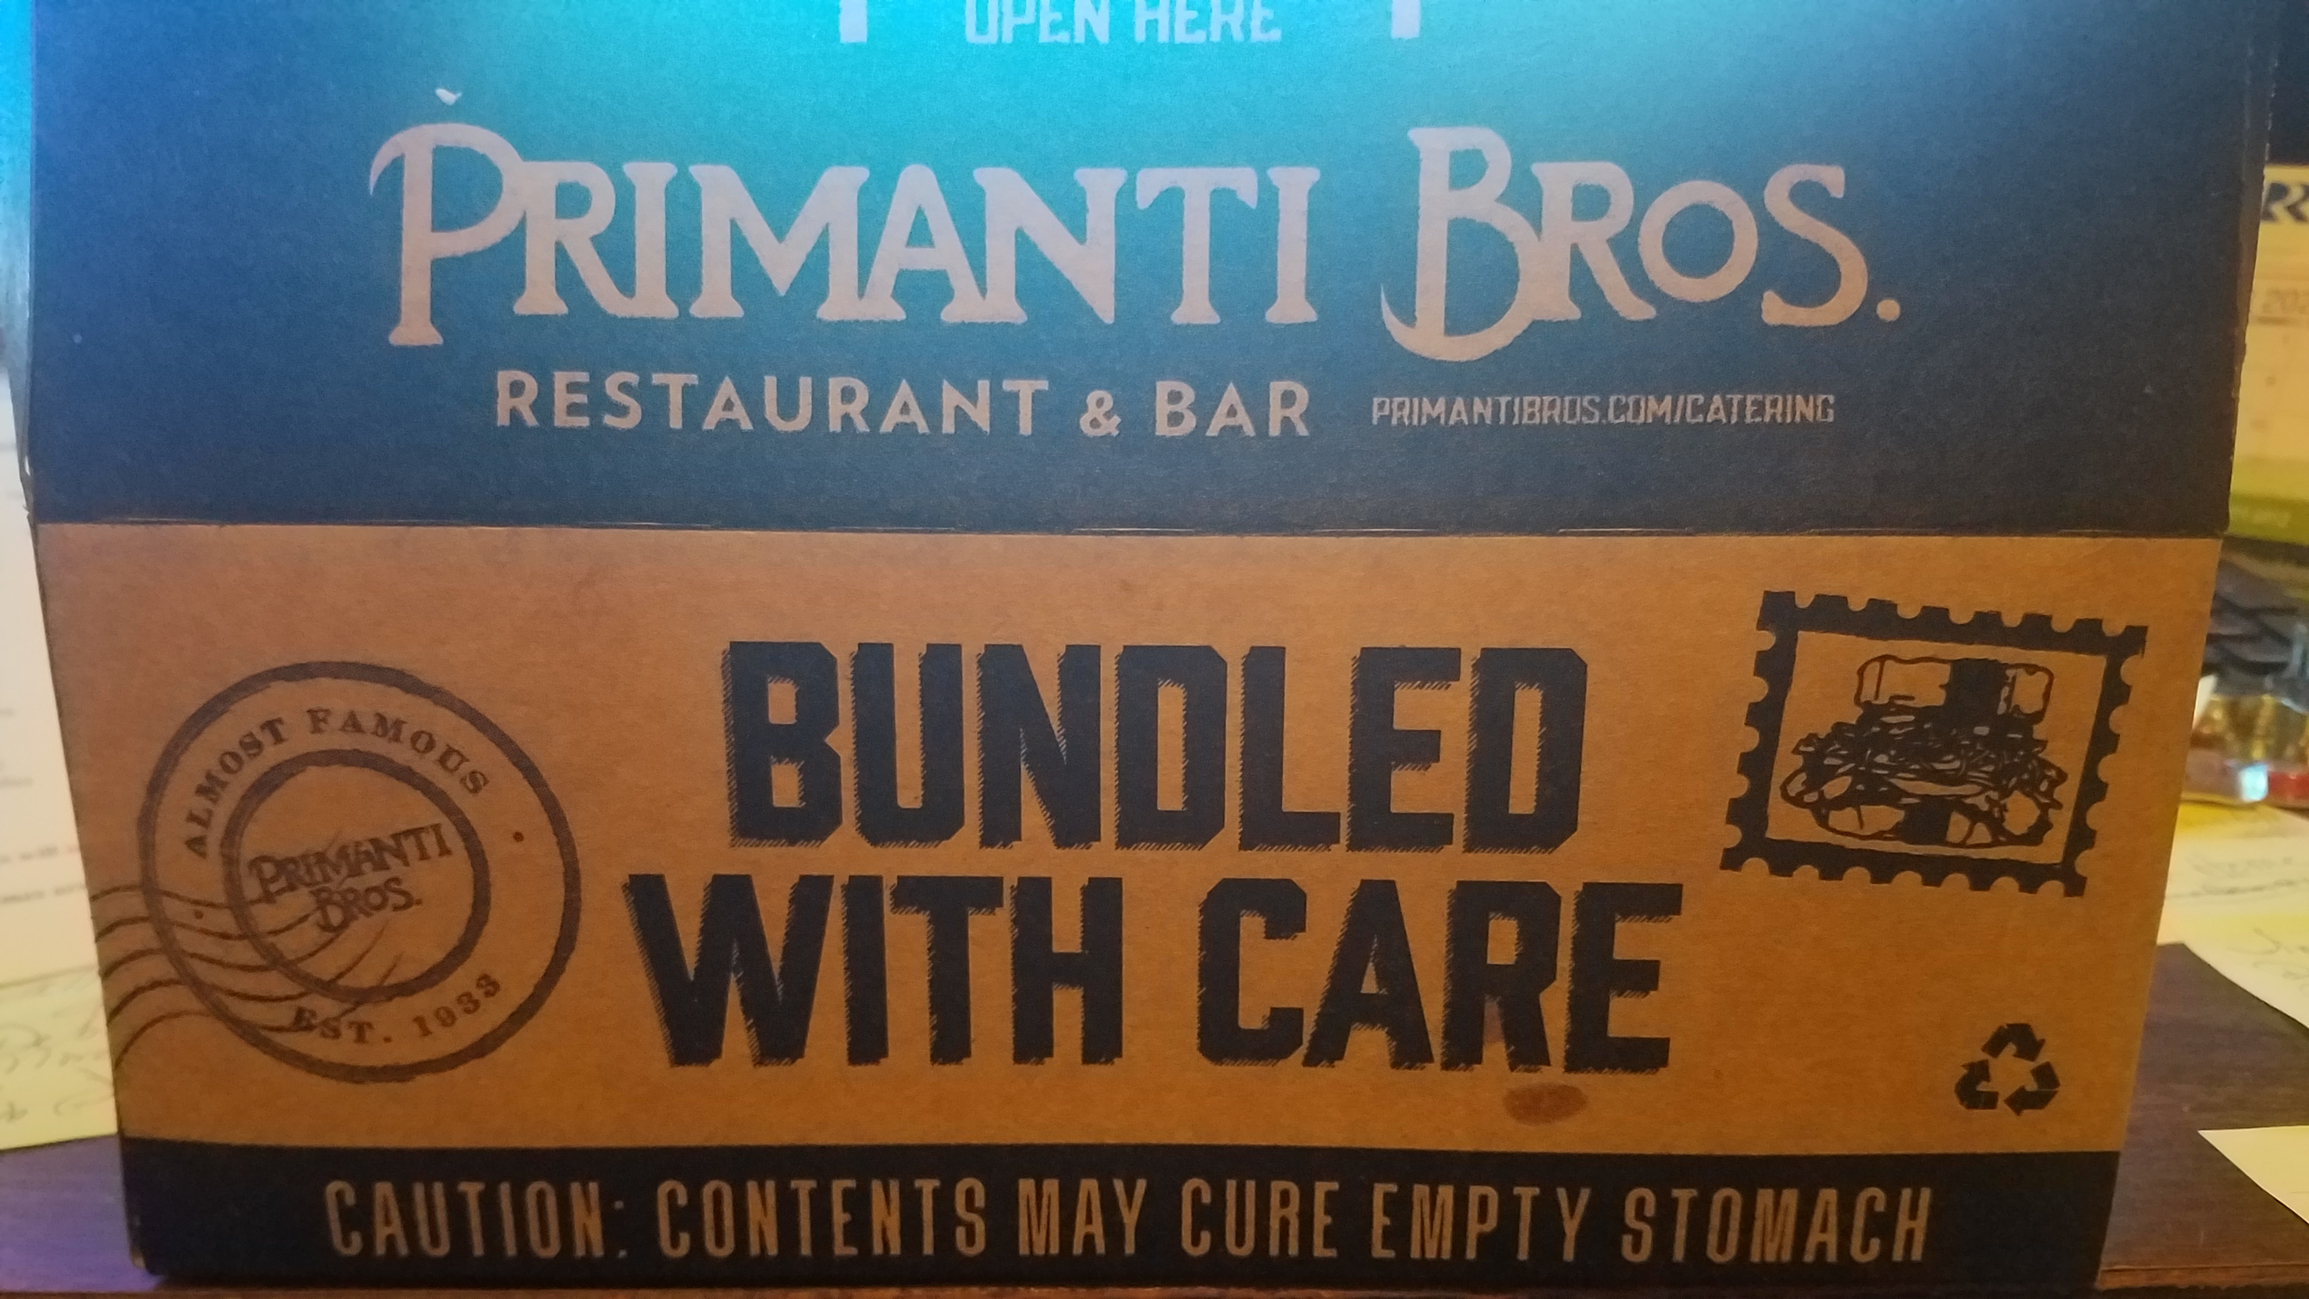 OPEN HERE
PRIMANTI BROS.
RESTAURANT & BAR PRIMANTIBROS.COM/CATERING
ALMOST FAMOUS
PRIMANTI
BROS.
EST. 1933
BUNDLED
WITH CARE
CAUTION: CONTENTS MAY CURE EMPTY STOMACH